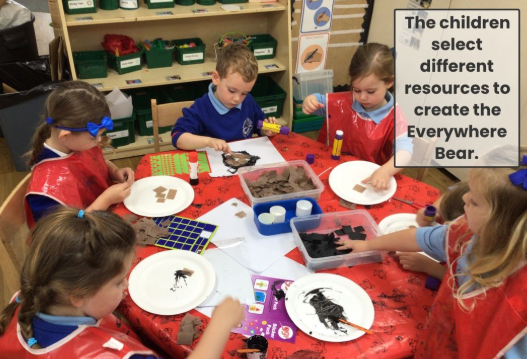 The children
select
different
resources to
create the
Everywhere
Bear.